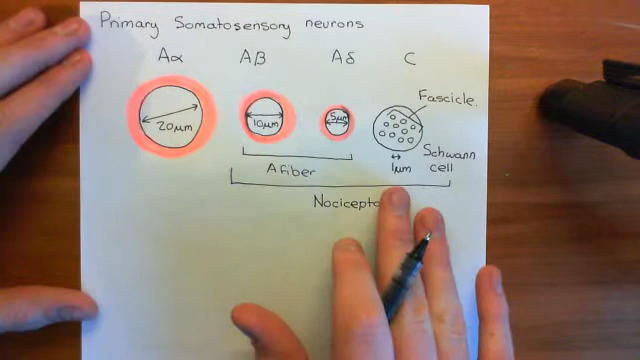 Primary Somatosensory neurons
Aα Aβ Aδ C
Fascicle.
20μm 10μm 5μm
Schwann
cell
1μm
A fiber